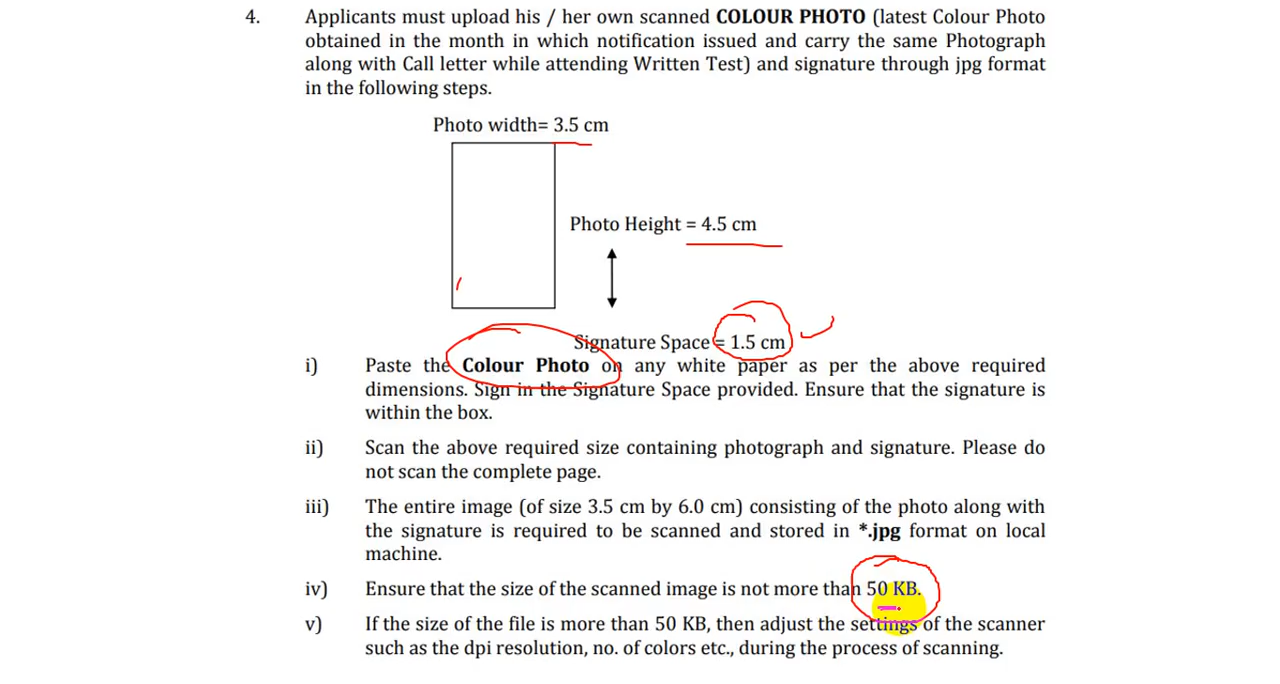 4. Applicants must upload his / her own scanned COLOUR PHOTO (latest Colour Photo
obtained in the month in which notification issued and carry the same Photograph
along with Call letter while attending Written Test) and signature through jpg format
in the following steps.
Photo width= 3.5 cm
Photo Height = 4.5 cm
Signature Space = 1.5 cm
i) Paste the Colour Photo on any white paper as per the above required
dimensions. Sign in the Signature Space provided. Ensure that the signature is
within the box.
ii) Scan the above required size containing photograph and signature. Please do
not scan the complete page.
iii) The entire image (of size 3.5 cm by 6.0 cm) consisting of the photo along with
the signature is required to be scanned and stored in *.jpg format on local
machine.
iv) Ensure that the size of the scanned image is not more than 50 KB.
v) If the size of the file is more than 50 KB, then adjust the settings of the scanner
such as the dpi resolution, no. of colors etc., during the process of scanning.